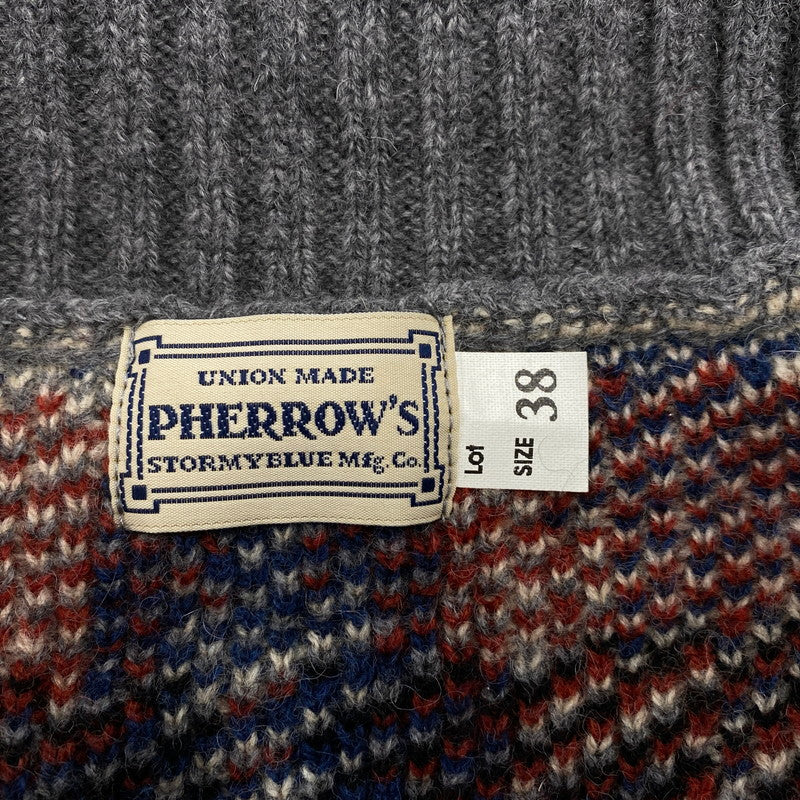 UNION MADE
PHERROW'S
STORMYBLUE Mfg. Co.
Lot
SIZE 38